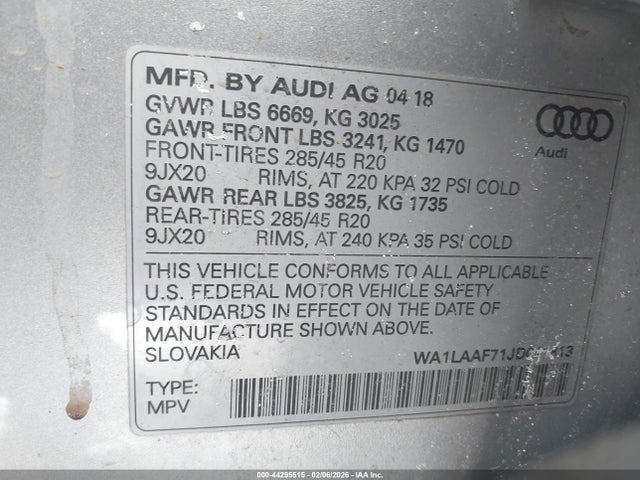 MFD. BY AUDI AG 04 18
GVWR LBS 6669, KG 3025
GAWR FRONT LBS 3241, KG 1470
FRONT-TIRES 285/45 R20
9JX20 RIMS, AT 220 KPA 32 PSI COLD
GAWR REAR LBS 3825, KG 1735
REAR-TIRES 285/45 R20
9JX20 RIMS, AT 240 KPA 35 PSI COLD
Audi
THIS VEHICLE CONFORMS TO ALL APPLICABLE
U.S. FEDERAL MOTOR VEHICLE SAFETY
STANDARDS IN EFFECT ON THE DATE OF
MANUFACTURE SHOWN ABOVE.
SLOVAKIA
TYPE:
MPV
000-44295515 - 02/06/2026 - IAA Inc.